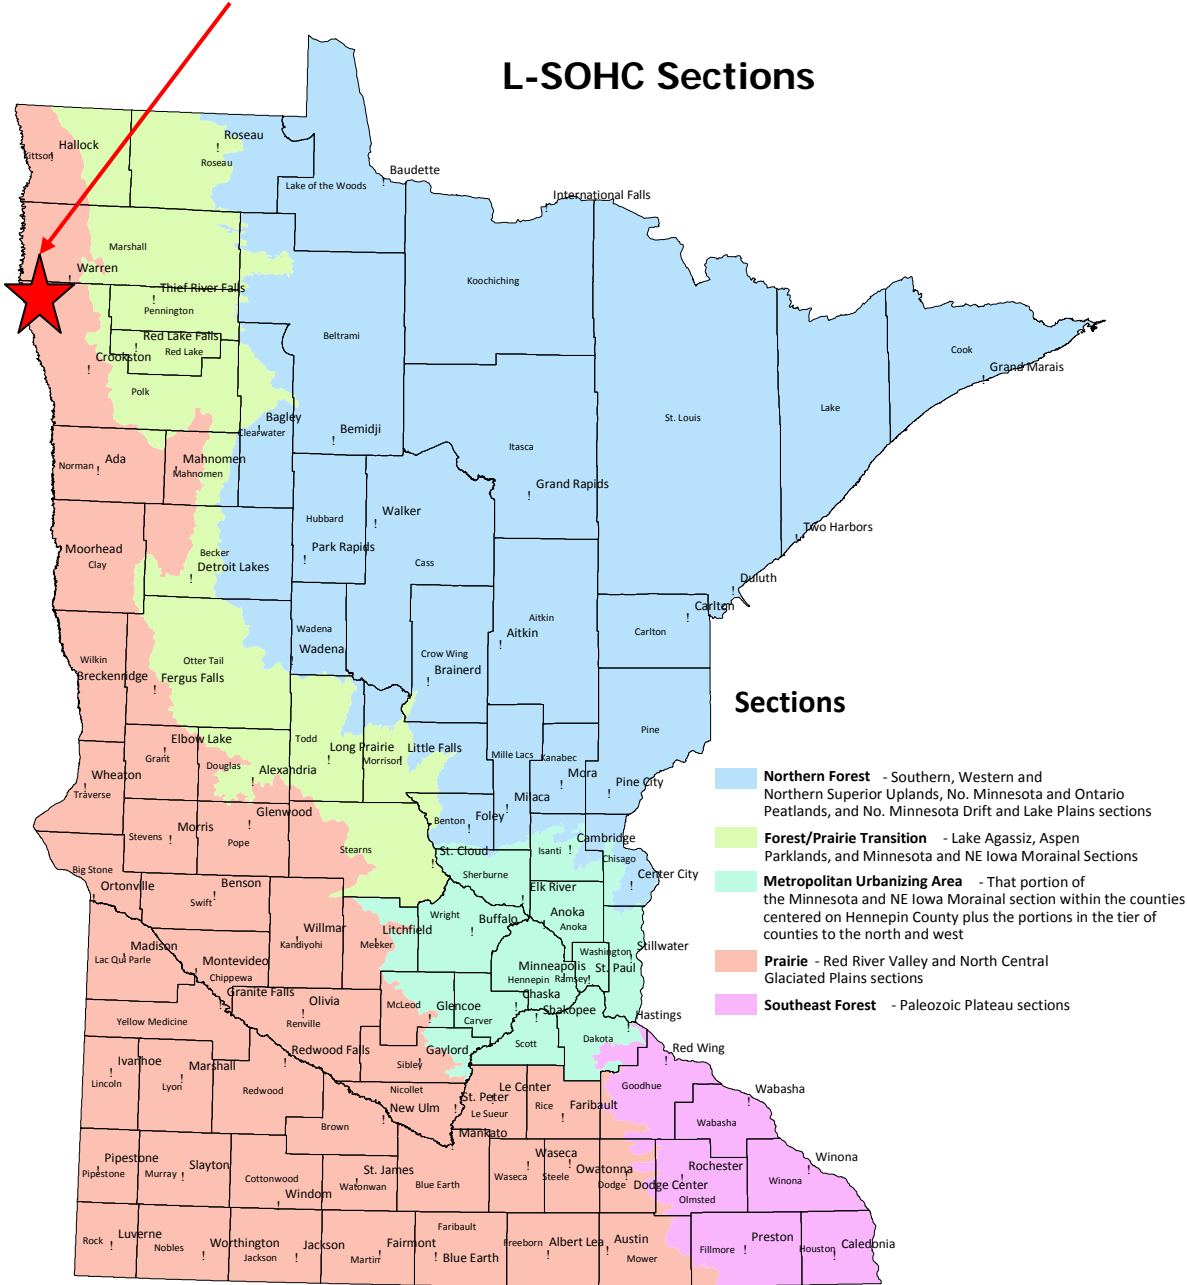 L-SOHC Sections
Roseau
Hallock
Kittson
Roseau
Baudette
Lake of the Woods
International Falls
Marshall
Warren
Koochiching
Thief River Falls
Pennington
Red Lake Falls
Red Lake
Beltrami
Crookston
Cook
Grand Marais
Polk
Lake
St. Louis
Bagley
Clearwater
Bemidji
Itasca
Ada
Norman
Mahnomen
Mahnomen
Grand Rapids
Walker
Hubbard
Two Harbors
Moorhead
Clay
Park Rapids
Becker
Detroit Lakes
Cass
Duluth
Carlton
Aitkin
Aitkin
Carlton
Wadena
Wadena
Crow Wing
Brainerd
Wilkin
Breckenridge
Otter Tail
Fergus Falls
Sections
Pine
Elbow Lake
Grant
Todd
Long Prairie
Morrison
Little Falls
Mille Lacs
Kanabec
Mora
Douglas
Alexandria
Wheaton
Traverse
Pine City
Northern Forest - Southern, Western and
Northern Superior Uplands, No. Minnesota and Ontario
Peatlands, and No. Minnesota Drift and Lake Plains sections
Milaca
Glenwood
Foley
Benton
Morris
Stevens
Pope
Stearns
Cambridge
Isanti
Chisago
Forest/Prairie Transition - Lake Agassiz, Aspen
Parklands, and Minnesota and NE Iowa Morainal Sections
St. Cloud
Sherburne
Center City
Big Stone
Ortonville
Benson
Swift
Elk River
Metropolitan Urbanizing Area - That portion of
the Minnesota and NE Iowa Morainal section within the counties
centered on Hennepin County plus the portions in the tier of
counties to the north and west
Wright
Buffalo
Anoka
Anoka
Willmar
Kandiyohi
Litchfield
Meeker
Stillwater
Washington
Madison
Lac Qui Parle
Montevideo
Chippewa
Minneapolis
Hennepin
Ramsey
St. Paul
Prairie - Red River Valley and North Central
Glaciated Plains sections
Granite Falls
Olivia
Renville
McLeod
Glencoe
Carver
Chaska
Shakopee
Southeast Forest - Paleozoic Plateau sections
Hastings
Yellow Medicine
Scott
Dakota
Red Wing
Ivanhoe
Lincoln
Marshall
Lyon
Redwood Falls
Redwood
Gaylord
Sibley
Nicollet
Le Center
Goodhue
Wabasha
Wabasha
New Ulm
St. Peter
Le Sueur
Rice
Faribault
Brown
Mankato
Pipestone
Pipestone
Murray
Slayton
Cottonwood
Windom
St. James
Watonwan
Blue Earth
Waseca
Waseca
Steele
Owatonna
Dodge
Dodge Center
Rochester
Olmsted
Winona
Winona
Luverne
Rock
Nobles
Worthington
Jackson
Jackson
Fairmont
Martin
Faribault
Blue Earth
Freeborn
Albert Lea
Austin
Mower
Preston
Fillmore
Houston
Caledonia